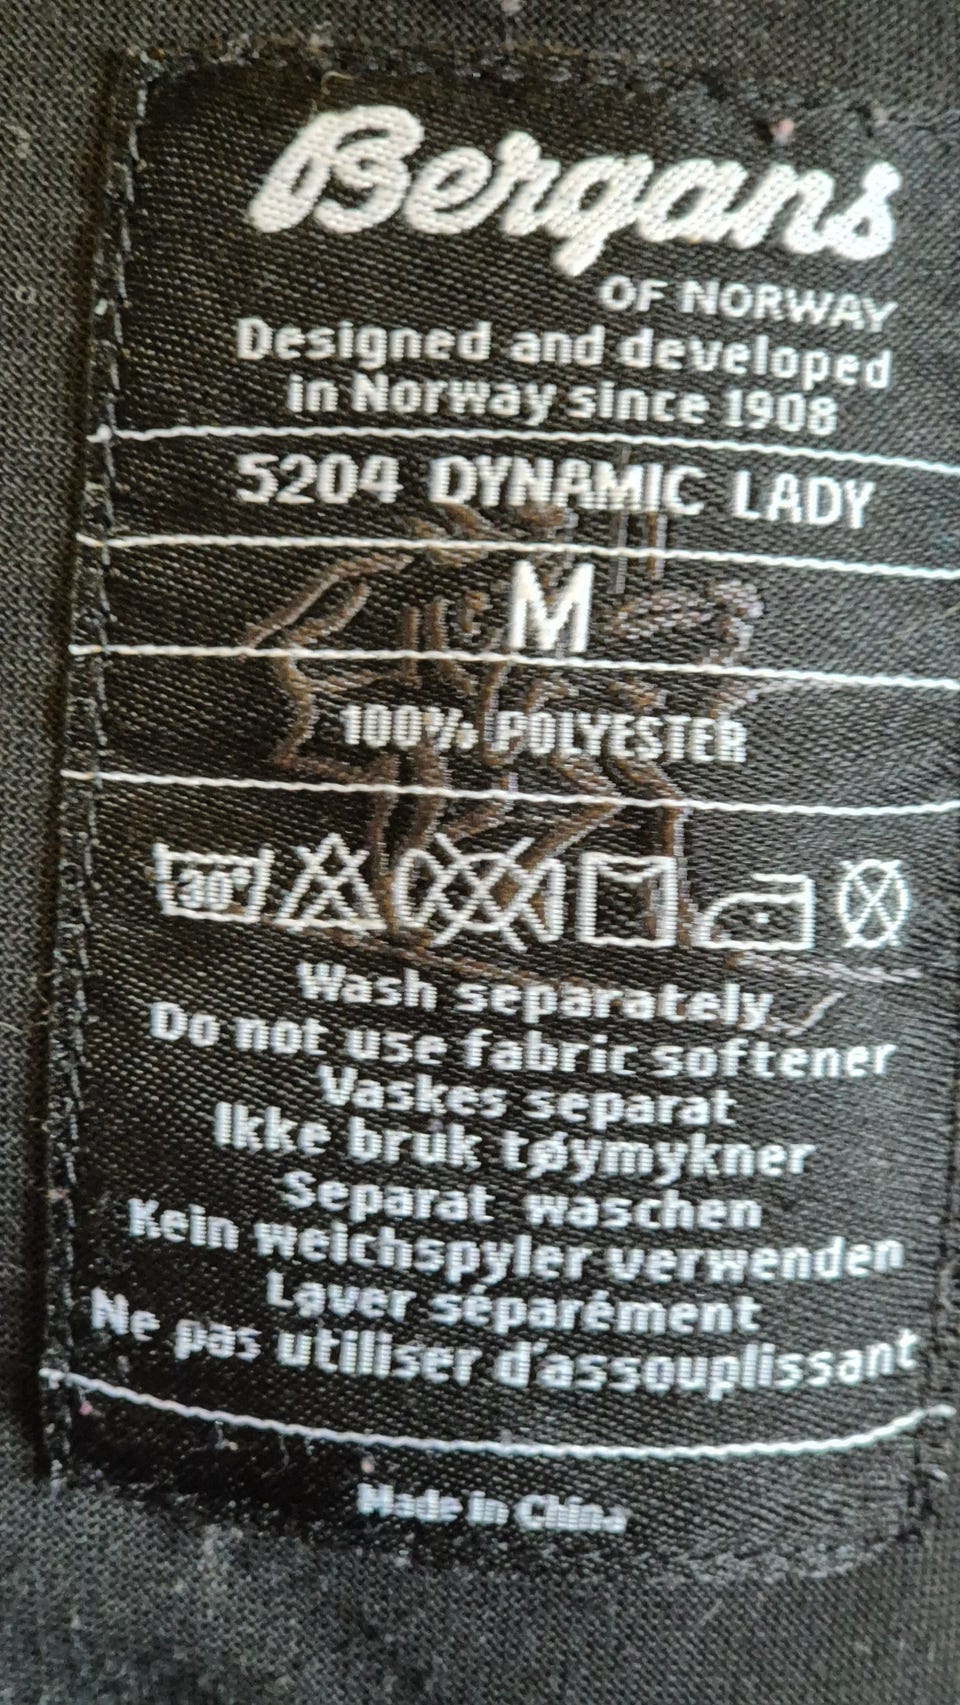 Bergans
OF NORWAY
Designed and developed
in Norway since 1908
5204 DYNAMIC LADY
M
100% POLYESTER
30°
Wash separately
Do not use fabric softener
Vaskes separat
Ikke bruk tøymykner
Separat waschen
Kein weichspyler verwenden
Laver séparément
Ne pas utiliser d'assouplissant
Made in China